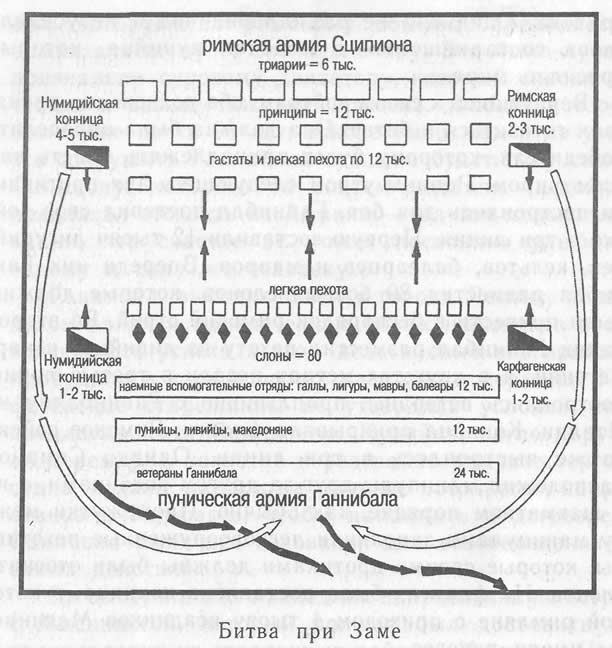 римская армия Сципиона
триарии = 6 тыс.
Нумидийская
конница
4-5 тыс.
принципы = 12 тыс.
Римская
конница
2-3 тыс.
гастаты и легкая пехота по 12 тыс.
легкая пехота
слоны = 80
Нумидийская
конница
1-2 тыс.
Карфагенская
конница
1-2 тыс.
наемные вспомогательные отряды: галлы, лигуры, мавры, балеары 12 тыс.
пунийцы, ливийцы, македоняне 12 тыс.
ветераны Ганнибала 24 тыс.
пуническая армия Ганнибала
Битва при Заме